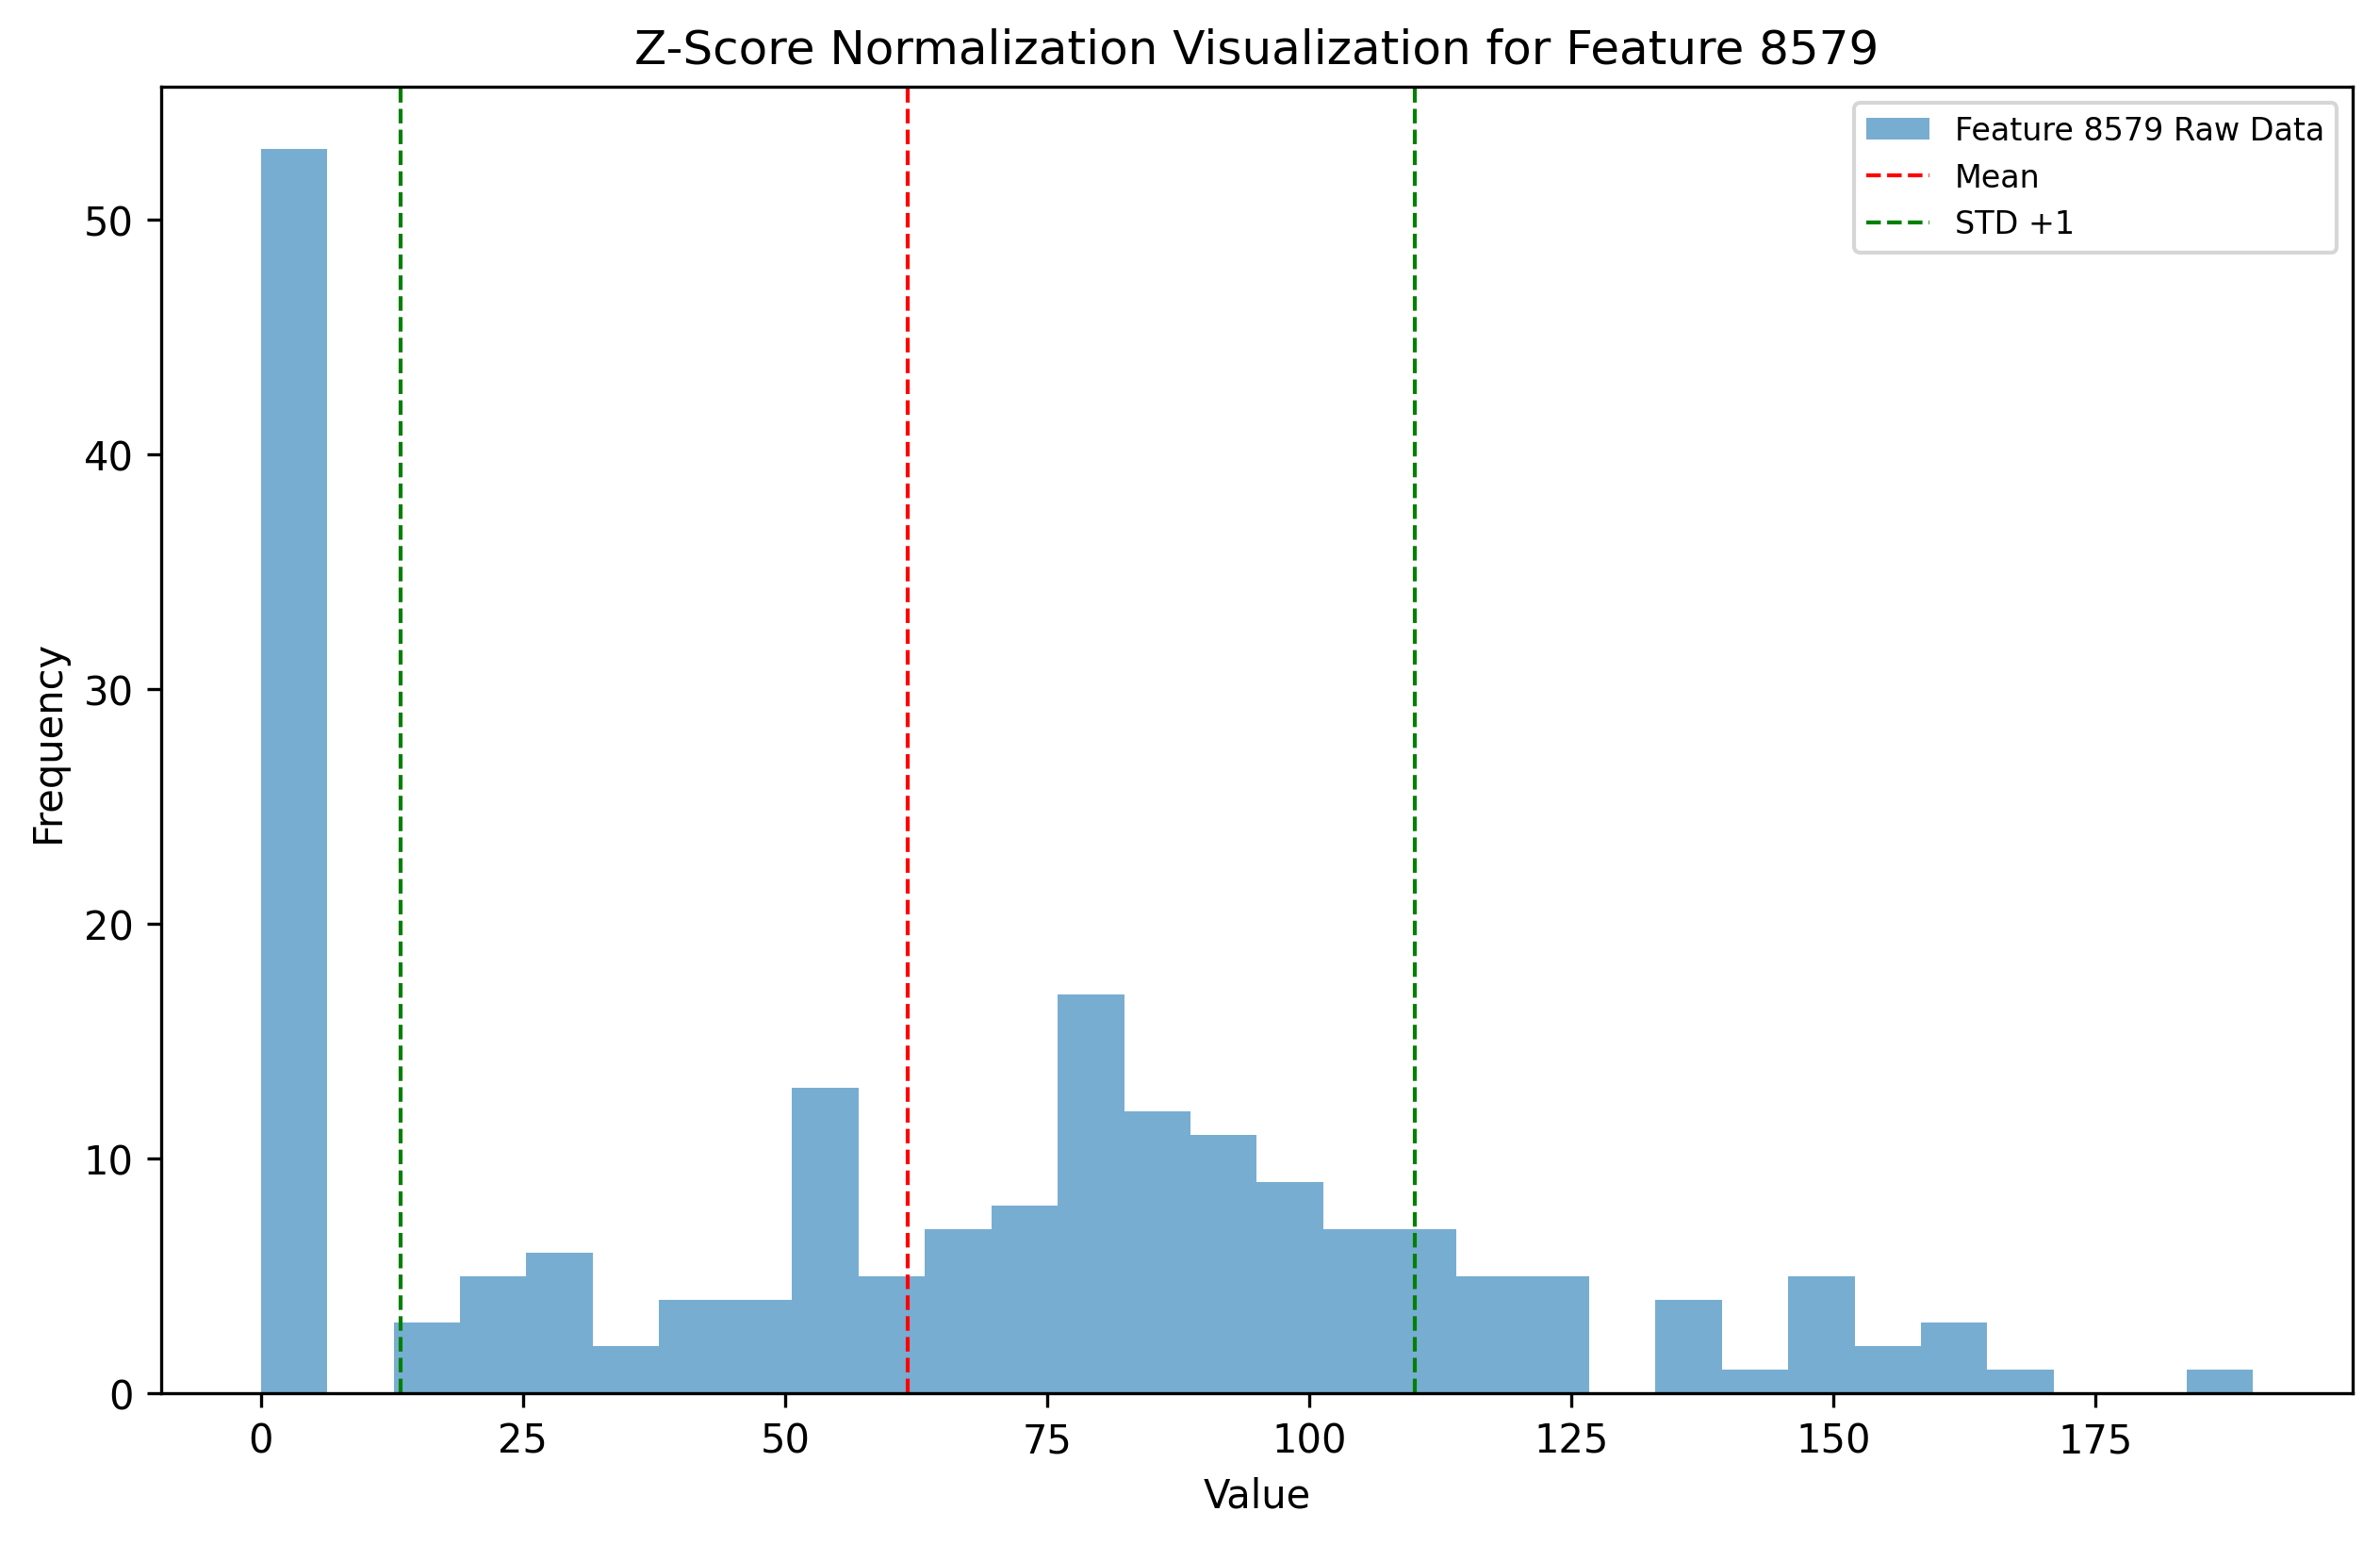 Z-Score Normalization Visualization for Feature 8579
Feature 8579 Raw Data
Mean
STD +1
50
40
30
20
10
0
Frequency
0 25 50 75 100 125 150 175
Value